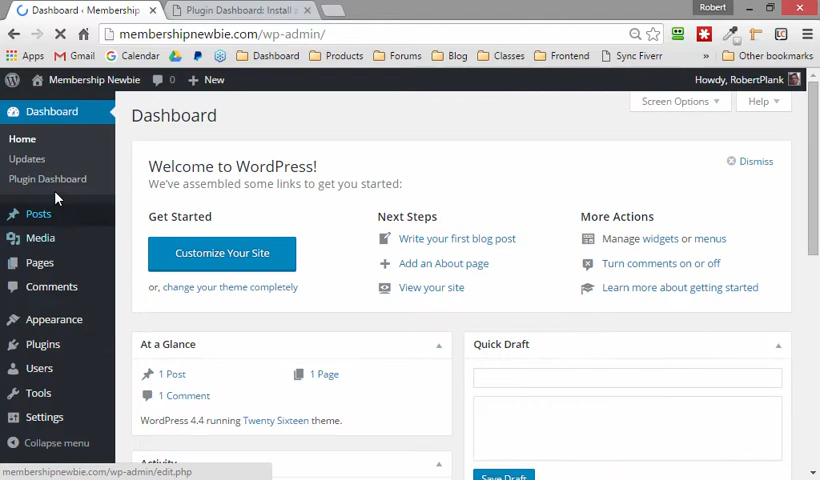 Dashboard ‹ Membership
Plugin Dashboard: Install a
Robert
membershipnewbie.com/wp-admin/
Apps
Gmail
Calendar
Dashboard
Products
Forums
Blog
Classes
Frontend
Sync Fiverr
»
Other bookmarks
Membership Newbie
0
New
Howdy, RobertPlank
Dashboard
Home
Updates
Plugin Dashboard
Posts
Media
Pages
Comments
Appearance
Plugins
Users
Tools
Settings
Collapse menu
Screen Options
Help
Dashboard
Welcome to WordPress!
We've assembled some links to get you started:
Dismiss
Get Started
Customize Your Site
or, change your theme completely
Next Steps
Write your first blog post
Add an About page
View your site
More Actions
Manage widgets or menus
Turn comments on or off
Learn more about getting started
At a Glance
1 Post
1 Page
1 Comment
WordPress 4.4 running Twenty Sixteen theme.
Activity
Quick Draft
Save Draft
membershipnewbie.com/wp-admin/edit.php